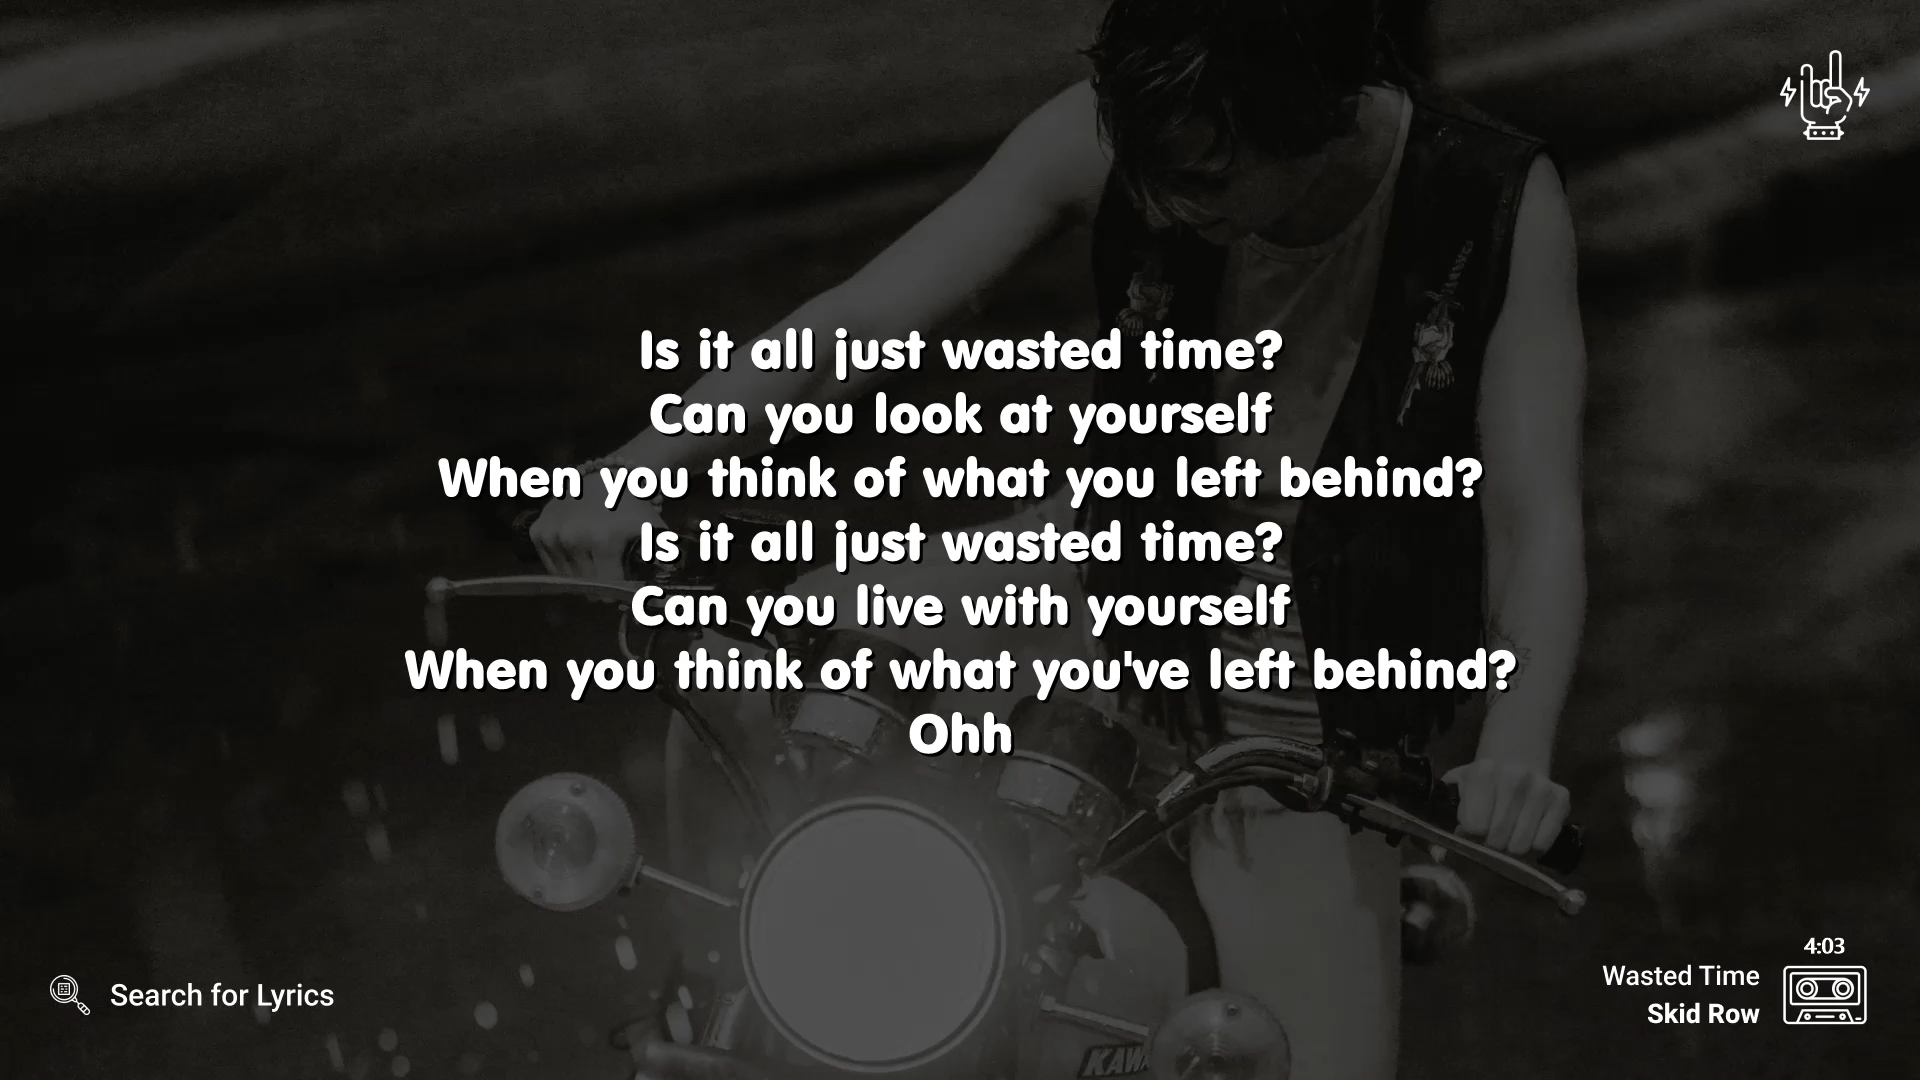 Is it all just wasted time?
Can you look at yourself
When you think of what you left behind?
Is it all just wasted time?
Can you live with yourself
When you think of what you've left behind?
Ohh
Search for Lyrics
4:03
Wasted Time
Skid Row